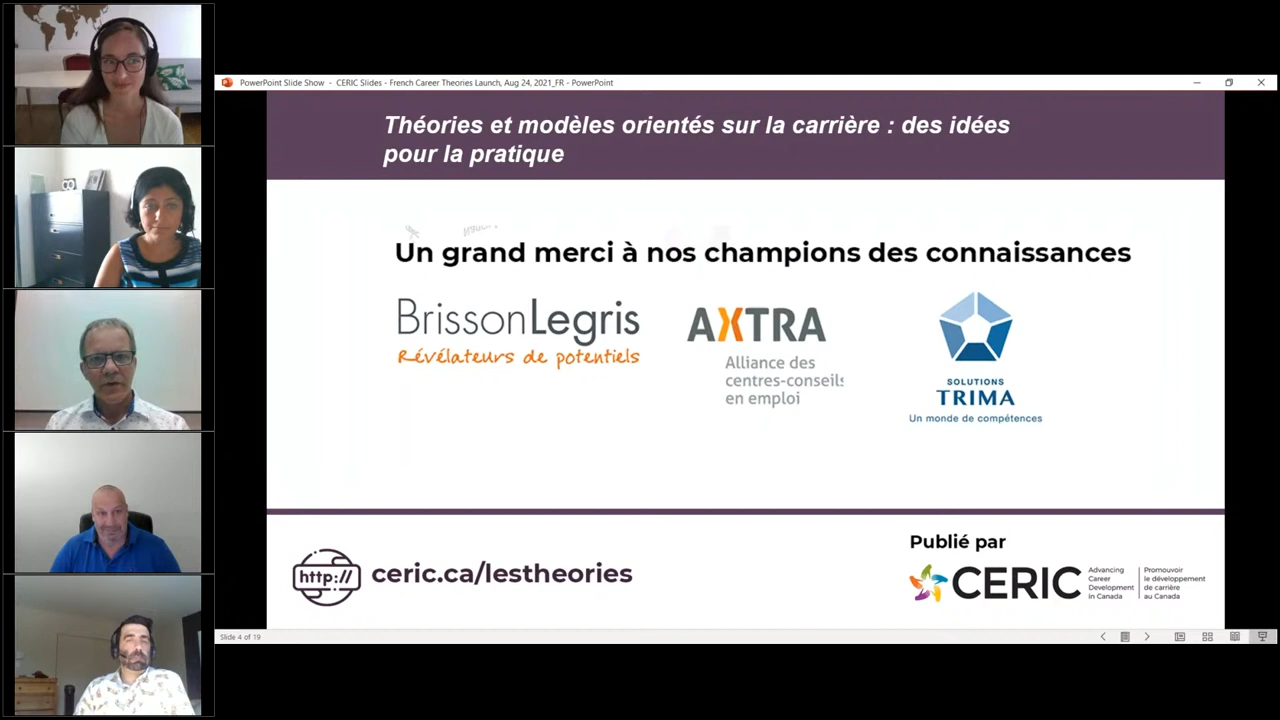 PowerPoint Slide Show - CERIC Slides - French Career Theories Launch, Aug 24, 2021_FR - PowerPoint
Théories et modèles orientés sur la carrière : des idées
pour la pratique
Un grand merci à nos champions des connaissances
BrissonLegris
Révélateurs de potentiels
AXTRA
Alliance des
centres-conseils
en emploi
SOLUTIONS
TRIMA
Un monde de compétences
http://
ceric.ca/lestheories
Publié par
CERIC
Advancing
Career
Development
in Canada
Promouvoir
le développement
de carrière
au Canada
Slide 4 of 19